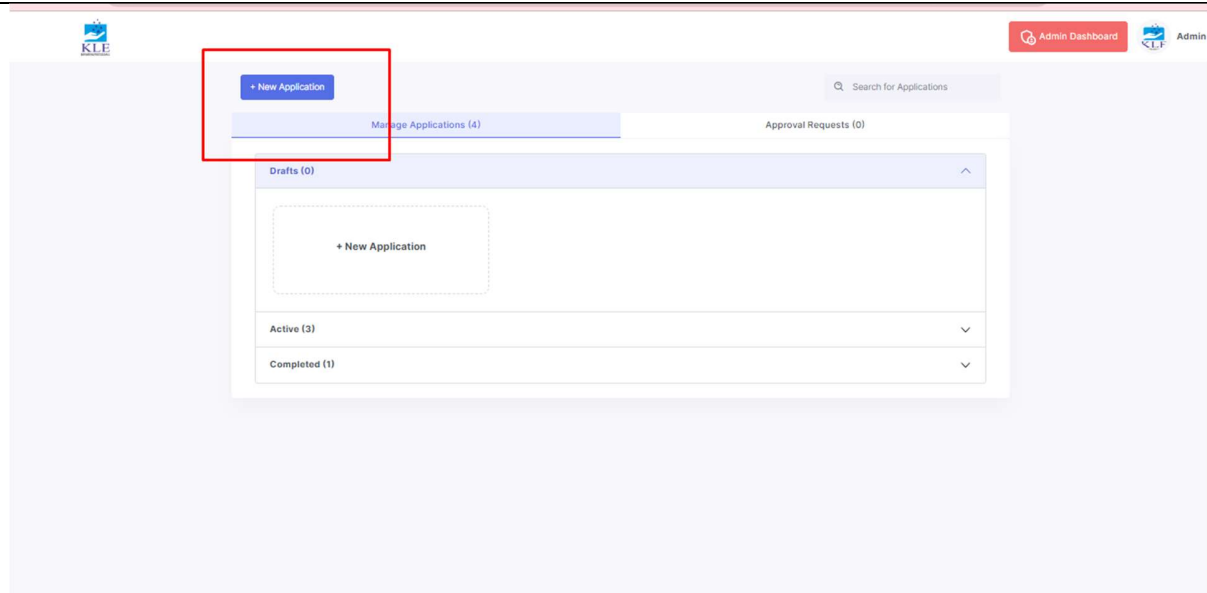 KLE
Admin Dashboard
KLE
Admin
+ New Application
Search for Applications
Manage Applications (4)
Approval Requests (0)
Drafts (0)
+ New Application
Active (3)
Completed (1)